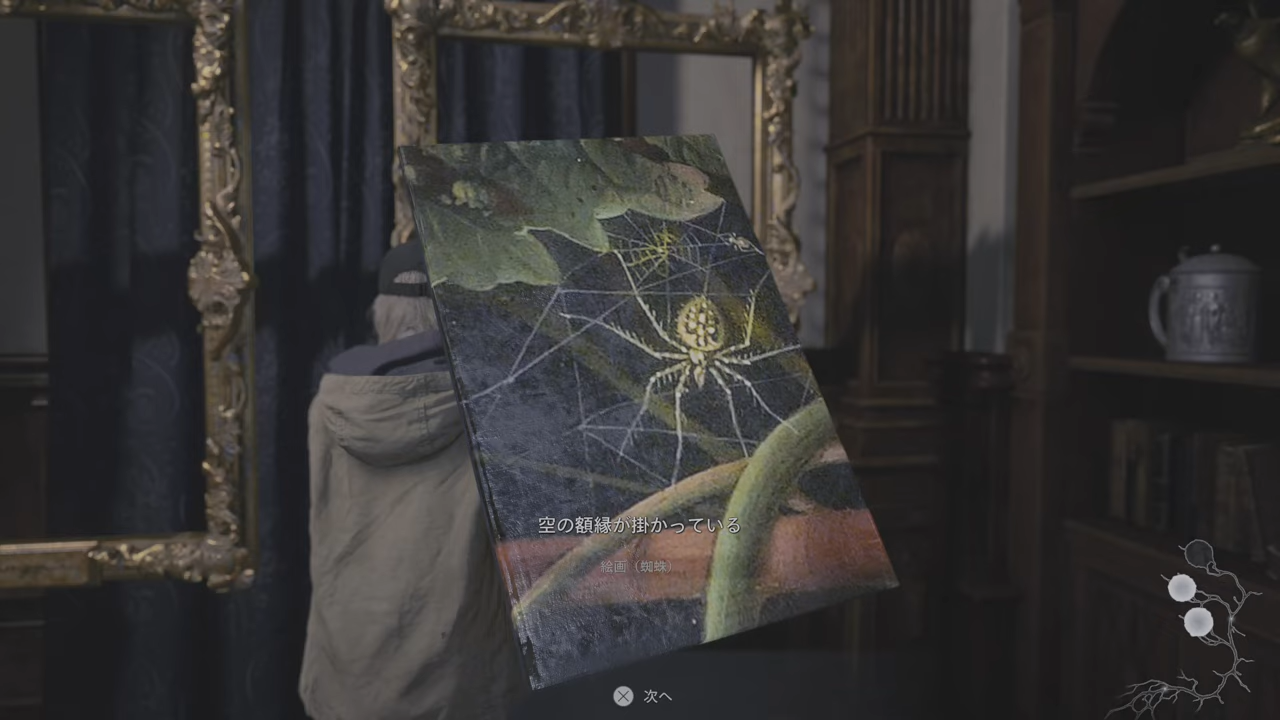 空の額縁が掛かっている
絵画（蜘蛛）
次へ